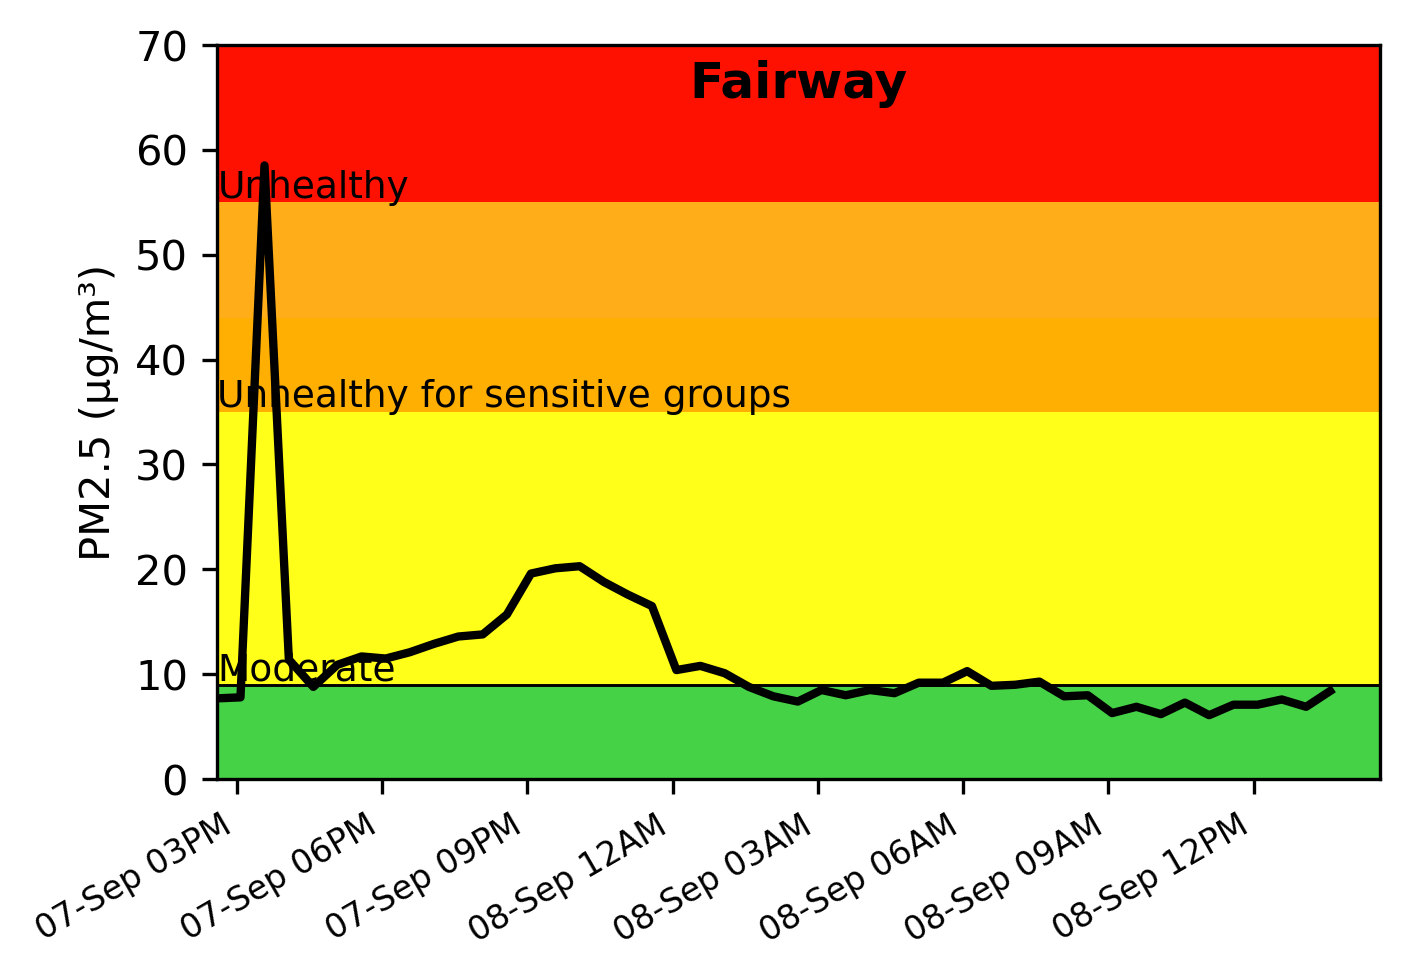 Fairway
PM2.5 (µg/m³)
70
60
50
40
30
20
10
0
Unhealthy
Unhealthy for sensitive groups
Moderate
07-Sep 03PM
07-Sep 06PM
07-Sep 09PM
08-Sep 12AM
08-Sep 03AM
08-Sep 06AM
08-Sep 09AM
08-Sep 12PM